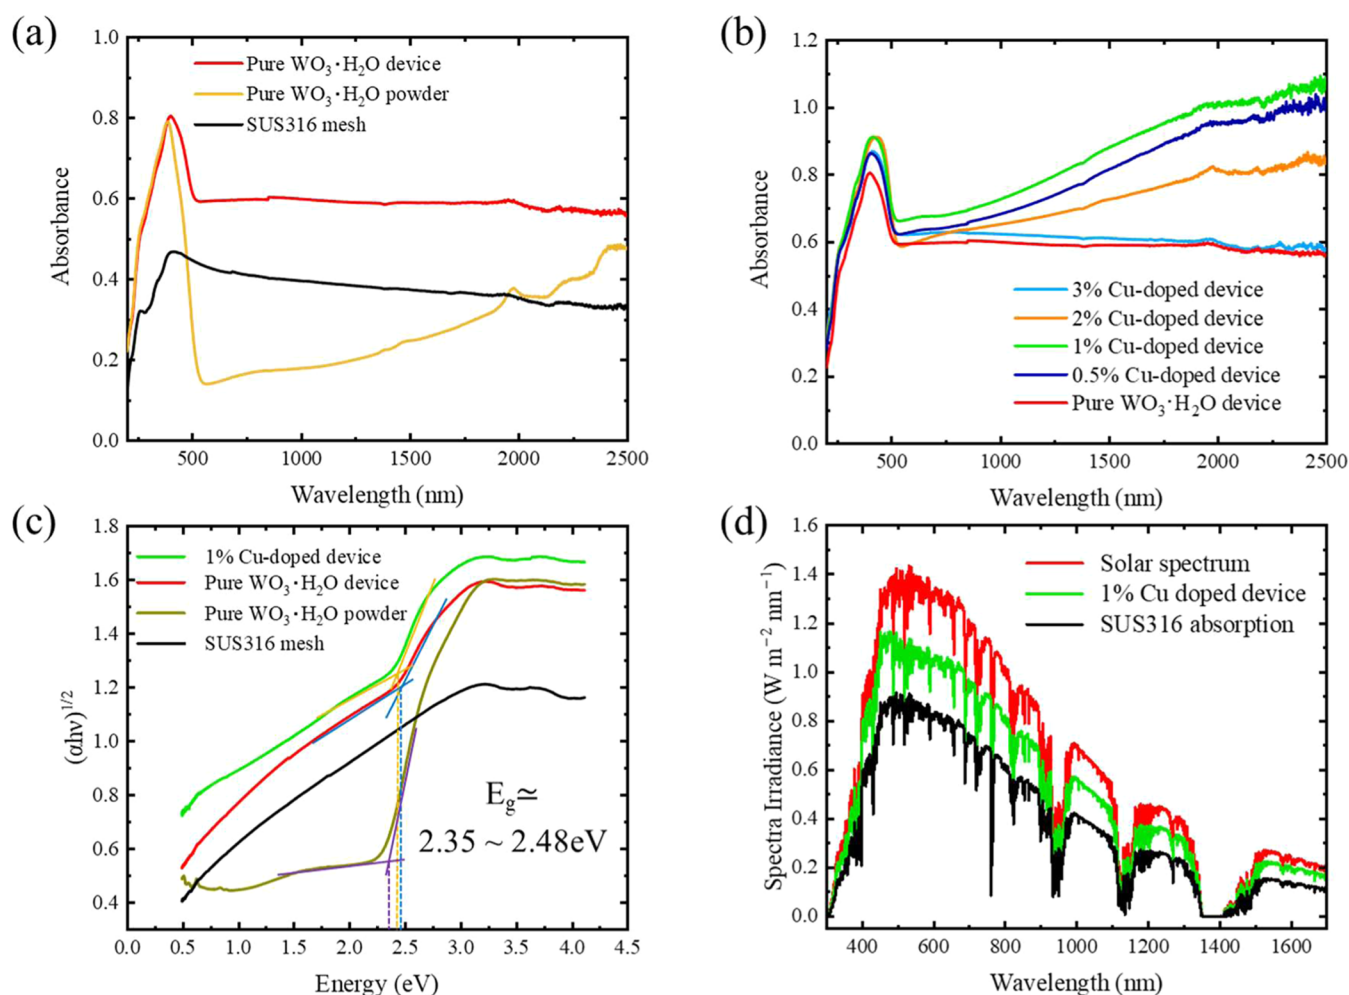 (a)
1.0
0.8
0.6
0.4
0.2
0.0
Absorbance
Pure WO₃·H₂O device
Pure WO₃·H₂O powder
SUS316 mesh
500 1000 1500 2000 2500
Wavelength (nm)
(b)
1.2
1.0
0.8
0.6
0.4
0.2
0.0
Absorbance
3% Cu-doped device
2% Cu-doped device
1% Cu-doped device
0.5% Cu-doped device
Pure WO₃·H₂O device
500 1000 1500 2000 2500
Wavelength (nm)
(c)
1.8
1.6
1.4
1.2
1.0
0.8
0.6
0.4
(αhν)¹/²
1% Cu-doped device
Pure WO₃·H₂O device
Pure WO₃·H₂O powder
SUS316 mesh
E_g≃
2.35 ~ 2.48eV
0.0 0.5 1.0 1.5 2.0 2.5 3.0 3.5 4.0 4.5
Energy (eV)
(d)
1.6
1.4
1.2
1.0
0.8
0.6
0.4
0.2
0.0
Spectra Irradiance (W m⁻² nm⁻¹)
Solar spectrum
1% Cu doped device
SUS316 absorption
400 600 800 1000 1200 1400 1600
Wavelength (nm)